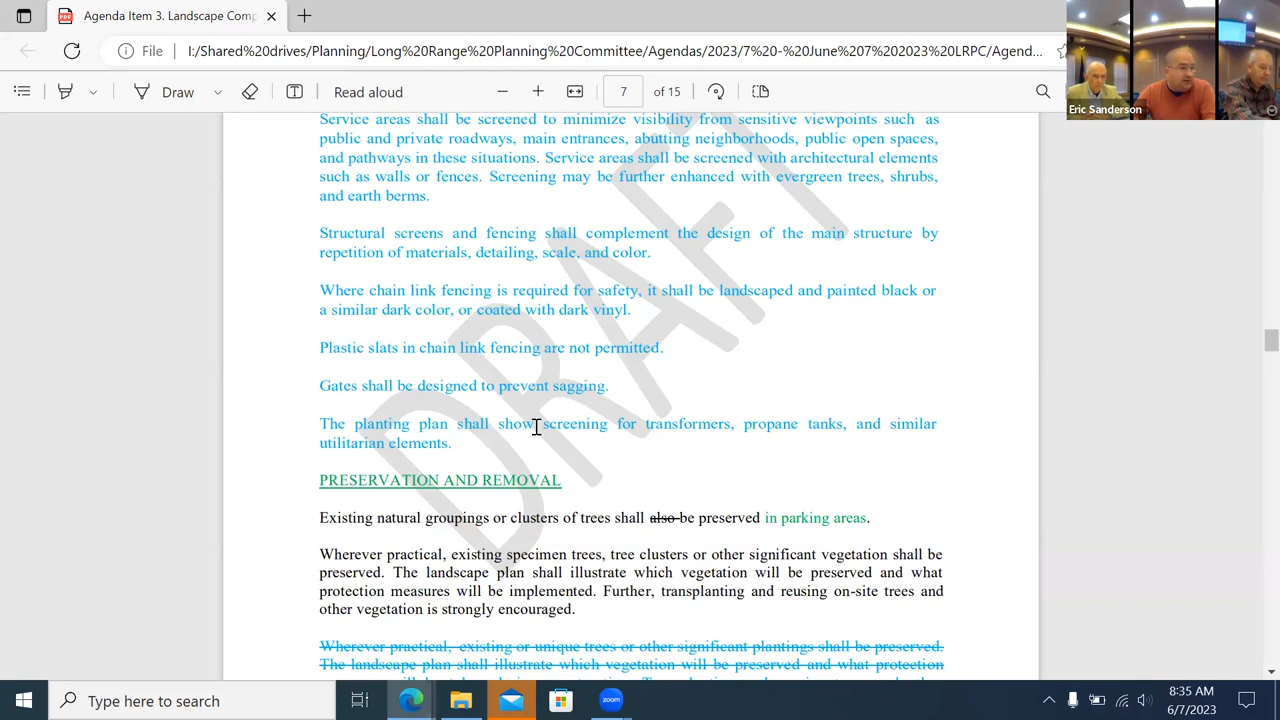 Agenda Item 3. Landscape Comp
File
I:/Shared%20drives/Planning/Long%20Range%20Planning%20Committee/Agendas/2023/7%20-%20June%207%202023%20LRPC/Agend...
Draw
Read aloud
7 of 15
Eric Sanderson
Service areas shall be screened to minimize visibility from sensitive viewpoints such as
public and private roadways, main entrances, abutting neighborhoods, public open spaces,
and pathways in these situations. Service areas shall be screened with architectural elements
such as walls or fences. Screening may be further enhanced with evergreen trees, shrubs,
and earth berms.
Structural screens and fencing shall complement the design of the main structure by
repetition of materials, detailing, scale, and color.
Where chain link fencing is required for safety, it shall be landscaped and painted black or
a similar dark color, or coated with dark vinyl.
Plastic slats in chain link fencing are not permitted.
Gates shall be designed to prevent sagging.
The planting plan shall show screening for transformers, propane tanks, and similar
utilitarian elements.
PRESERVATION AND REMOVAL
Existing natural groupings or clusters of trees shall also be preserved in parking areas.
Wherever practical, existing specimen trees, tree clusters or other significant vegetation shall be
preserved. The landscape plan shall illustrate which vegetation will be preserved and what
protection measures will be implemented. Further, transplanting and reusing on-site trees and
other vegetation is strongly encouraged.
Wherever practical, existing or unique trees or other significant plantings shall be preserved.
The landscape plan shall illustrate which vegetation will be preserved and what protection
DRAFT
Type here to search
zoom
8:35 AM
6/7/2023